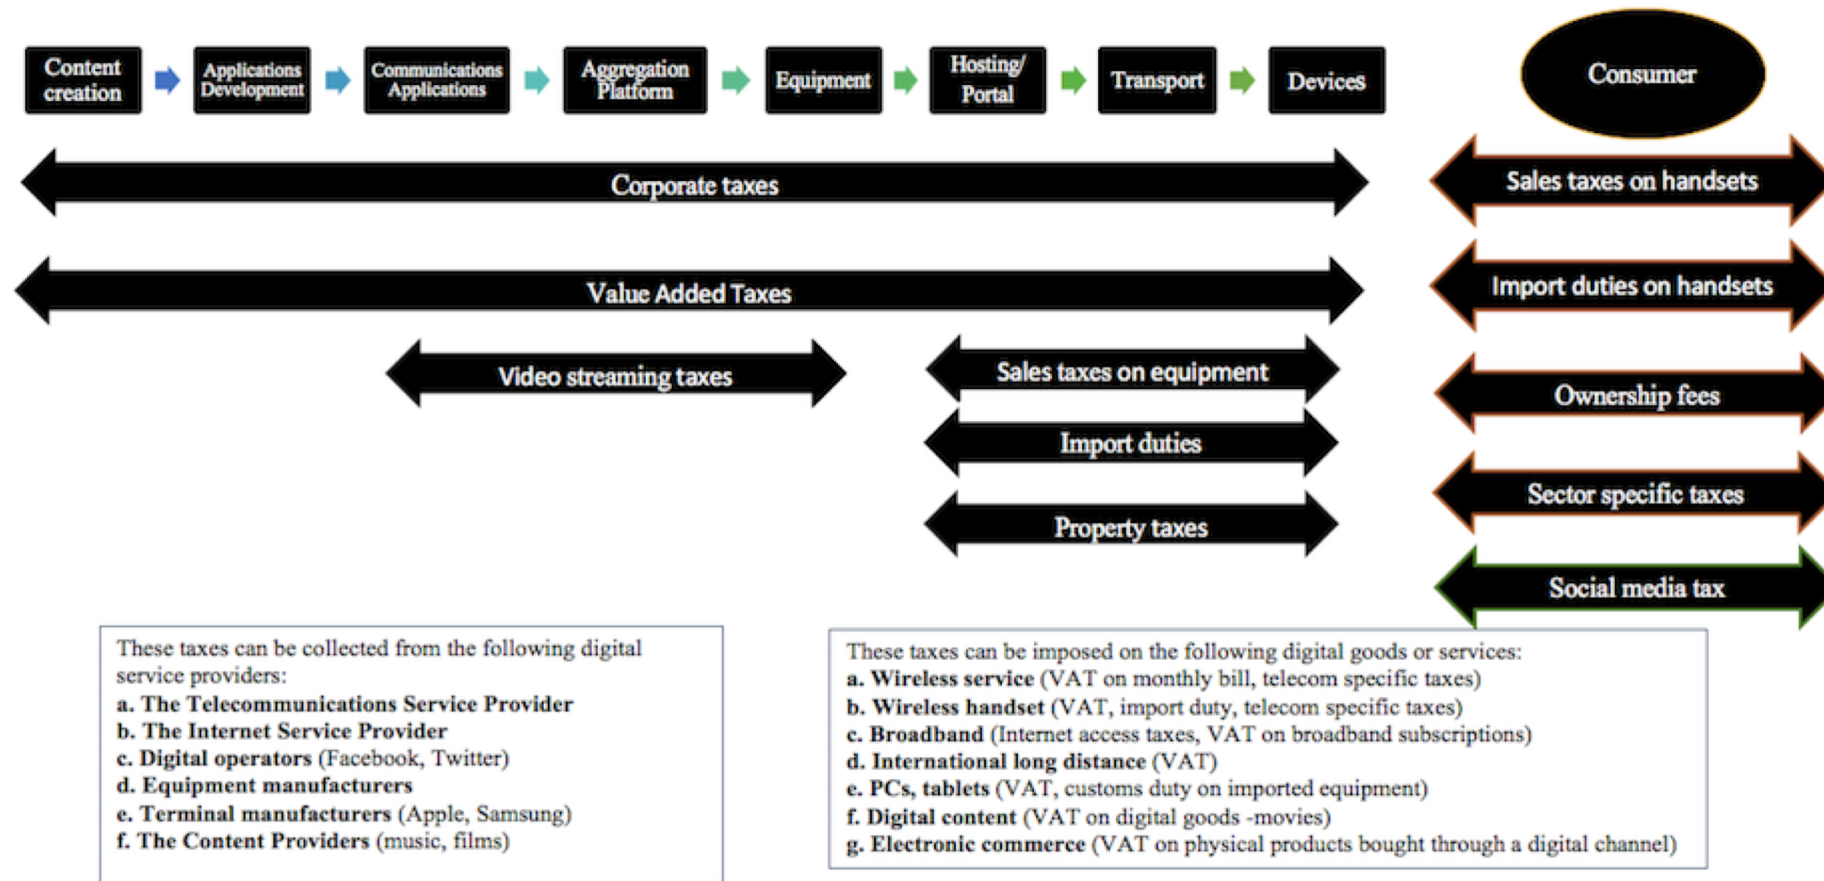 Content
creation
Applications
Development
Communications
Applications
Aggregation
Platform
Equipment
Hosting/
Portal
Transport
Devices
Consumer
Corporate taxes
Sales taxes on handsets
Value Added Taxes
Import duties on handsets
Video streaming taxes
Sales taxes on equipment
Ownership fees
Import duties
Sector specific taxes
Property taxes
Social media tax
These taxes can be collected from the following digital
service providers:
a. The Telecommunications Service Provider
b. The Internet Service Provider
c. Digital operators (Facebook, Twitter)
d. Equipment manufacturers
e. Terminal manufacturers (Apple, Samsung)
f. The Content Providers (music, films)
These taxes can be imposed on the following digital goods or services:
a. Wireless service (VAT on monthly bill, telecom specific taxes)
b. Wireless handset (VAT, import duty, telecom specific taxes)
c. Broadband (Internet access taxes, VAT on broadband subscriptions)
d. International long distance (VAT)
e. PCs, tablets (VAT, customs duty on imported equipment)
f. Digital content (VAT on digital goods -movies)
g. Electronic commerce (VAT on physical products bought through a digital channel)